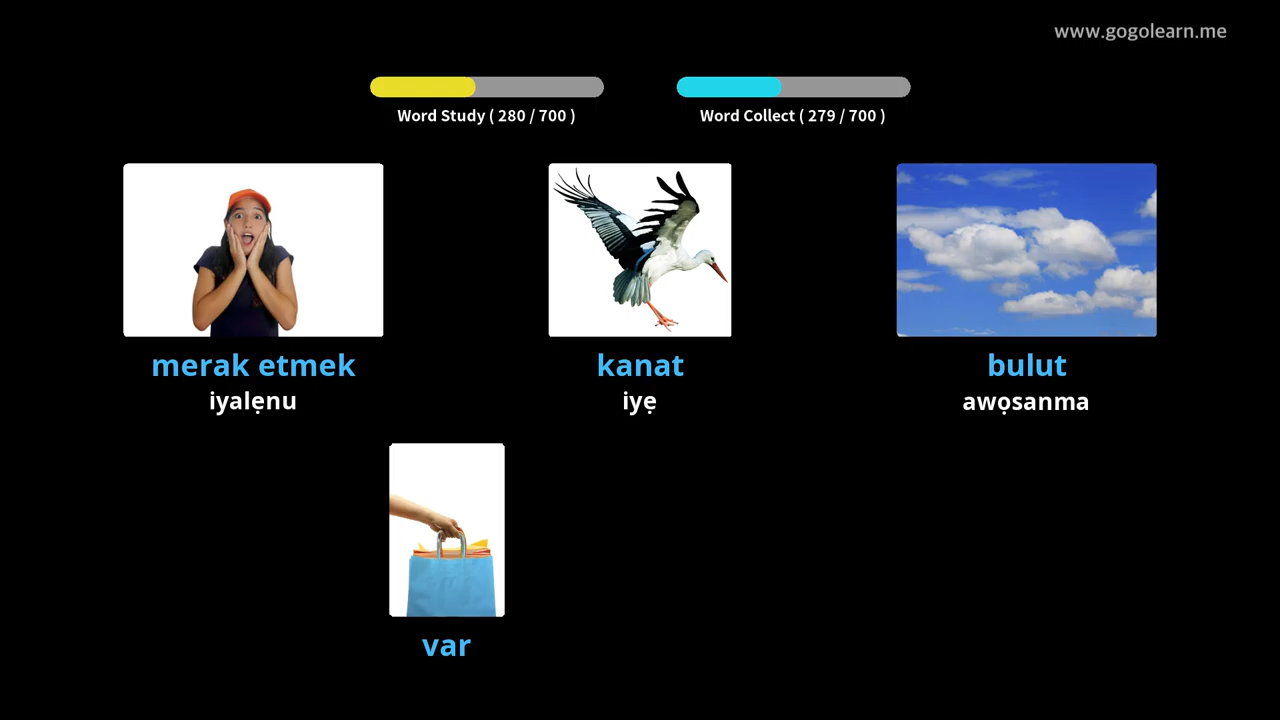 www.gogolearn.me
Word Study ( 280 / 700 )
Word Collect ( 279 / 700 )
merak etmek
iyalẹnu
kanat
iyẹ
bulut
awọsanma
var